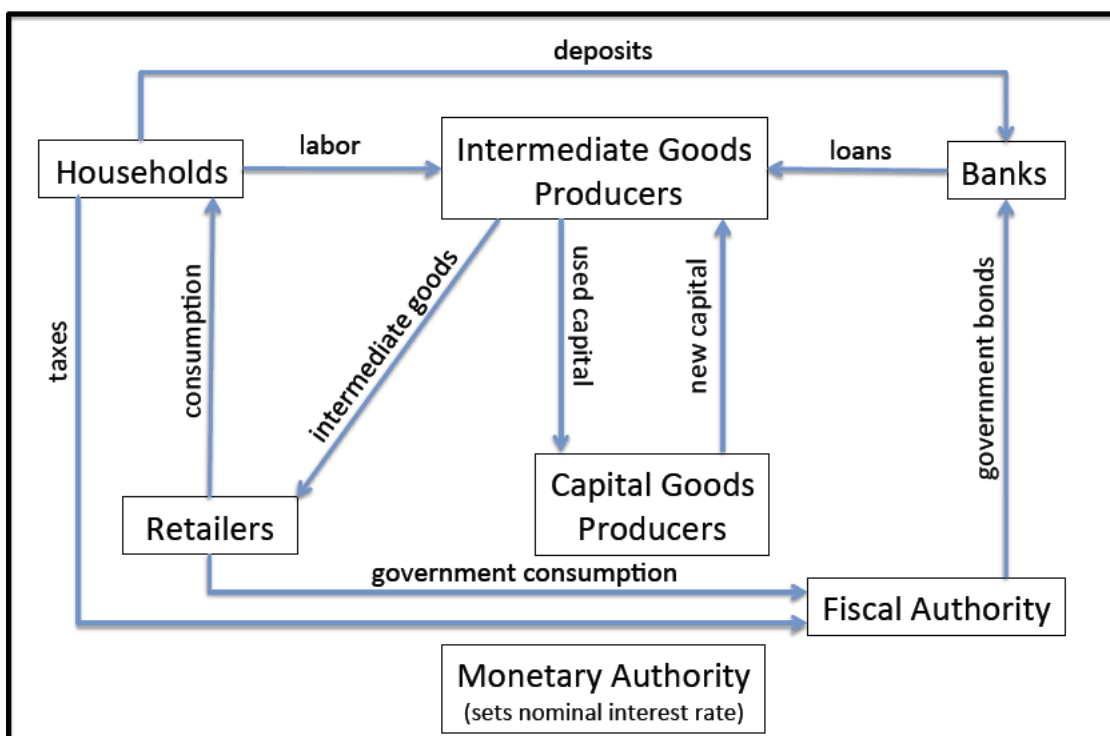 deposits
Households
labor
Intermediate Goods
Producers
loans
Banks
taxes
consumption
intermediate goods
used capital
new capital
government bonds
Retailers
Capital Goods
Producers
government consumption
Fiscal Authority
Monetary Authority
(sets nominal interest rate)